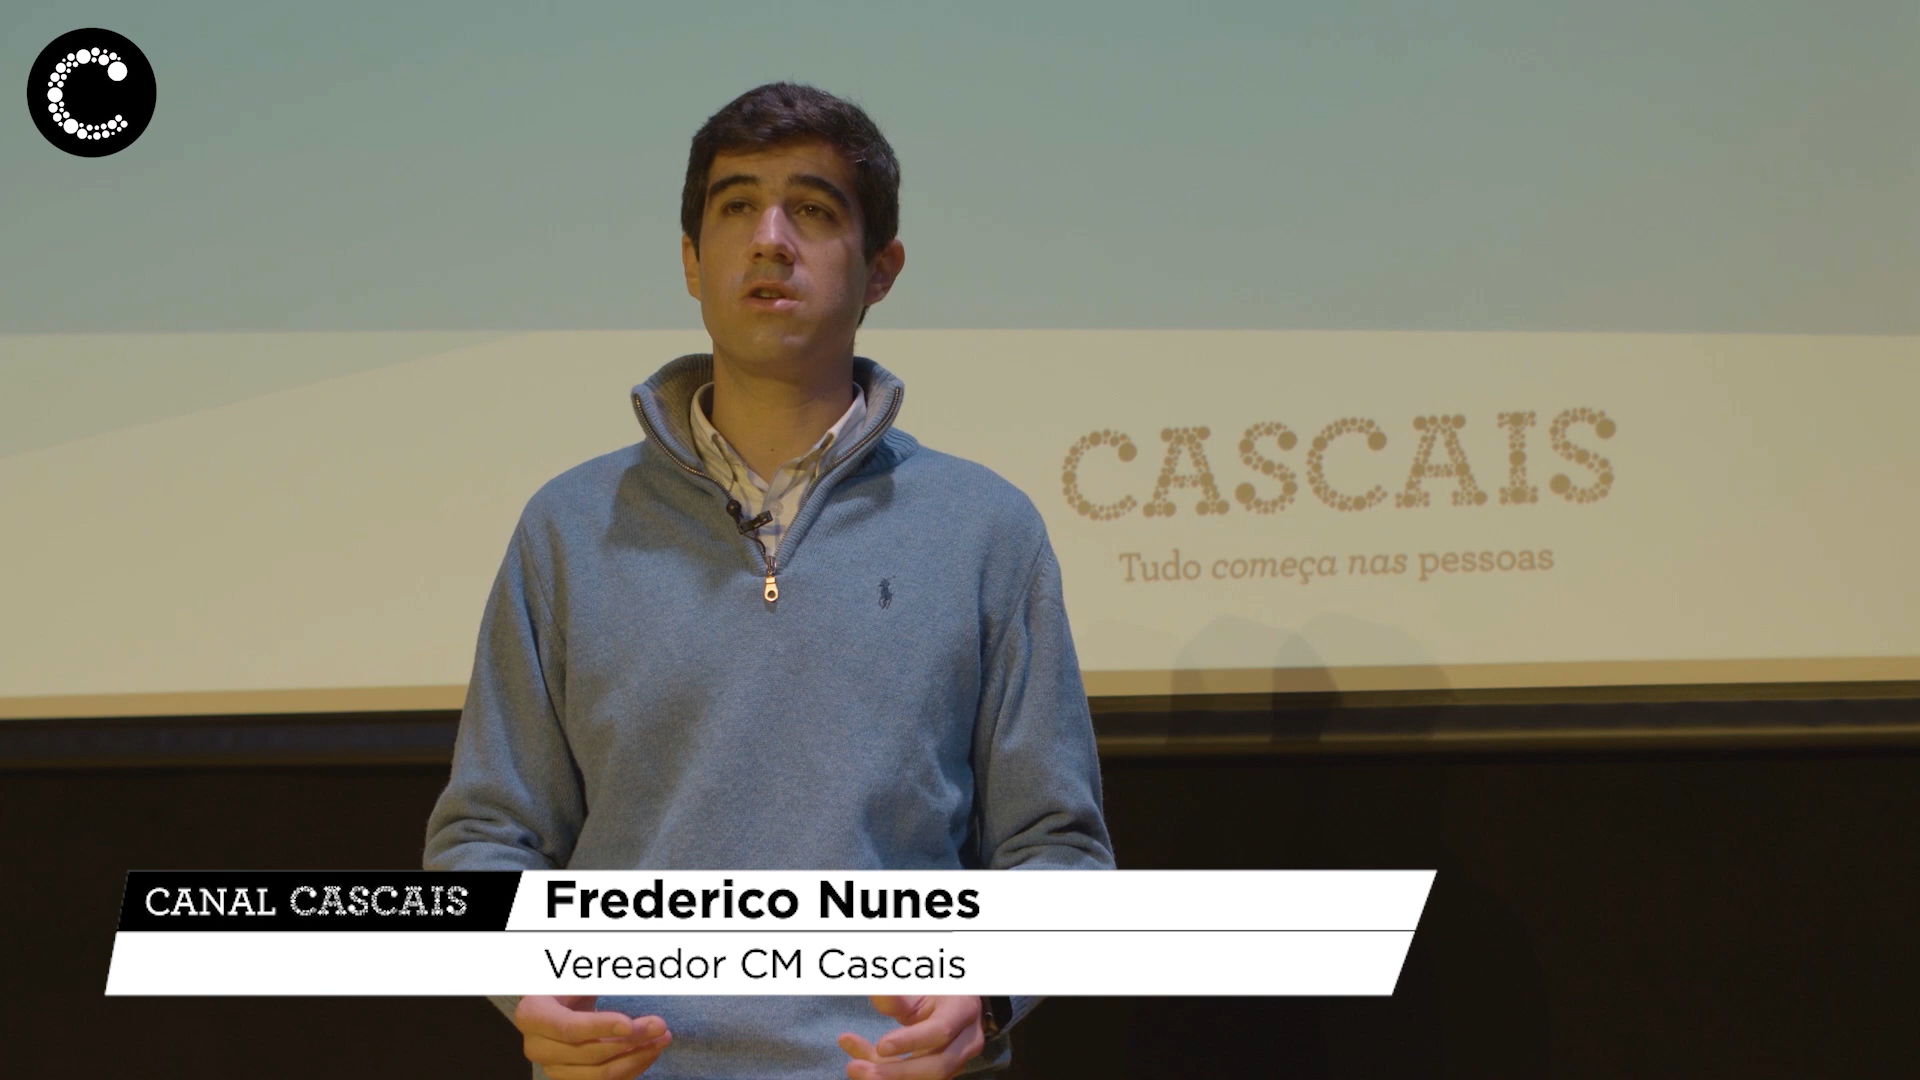 C
CASCAIS
Tudo começa nas pessoas
CANAL CASCAIS
Frederico Nunes
Vereador CM Cascais